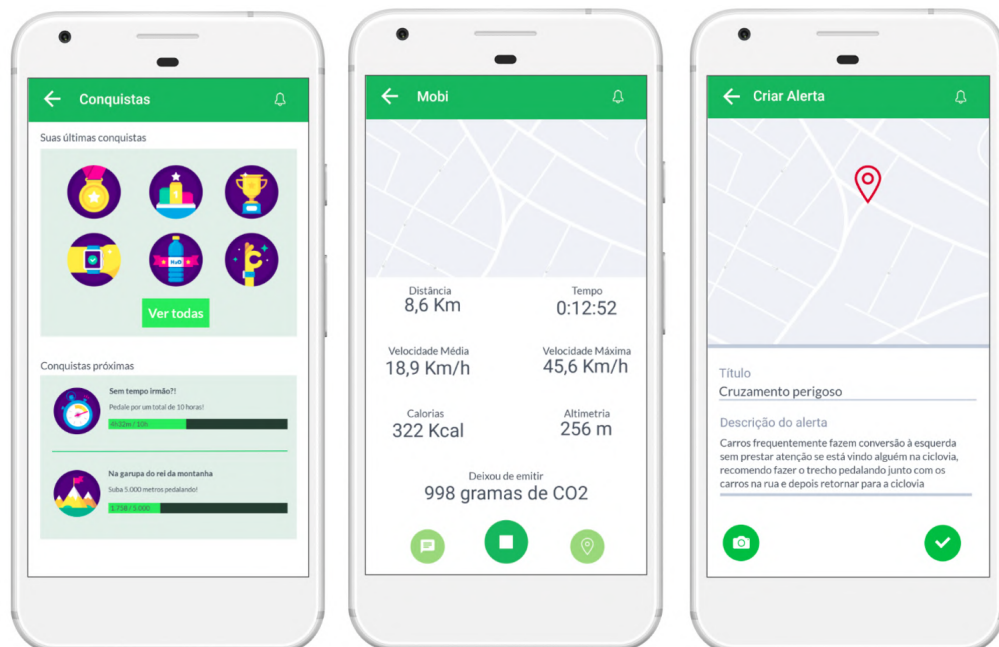 Conquistas
Suas últimas conquistas
1
H₂O
Ver todas
Conquistas próximas
Sem tempo irmão?!
Pedale por um total de 10 horas!
4h32m / 10h
Na garupa do rei da montanha
Suba 5.000 metros pedalando!
1.758 / 5.000
Mobi
Distância
8,6 Km
Tempo
0:12:52
Velocidade Média
18,9 Km/h
Velocidade Máxima
45,6 Km/h
Calorias
322 Kcal
Altimetria
256 m
Deixou de emitir
998 gramas de CO2
Criar Alerta
Título
Cruzamento perigoso
Descrição do alerta
Carros frequentemente fazem conversão à esquerda
sem prestar atenção se está vindo alguém na ciclovia,
recomendo fazer o trecho pedalando junto com os
carros na rua e depois retornar para a ciclovia